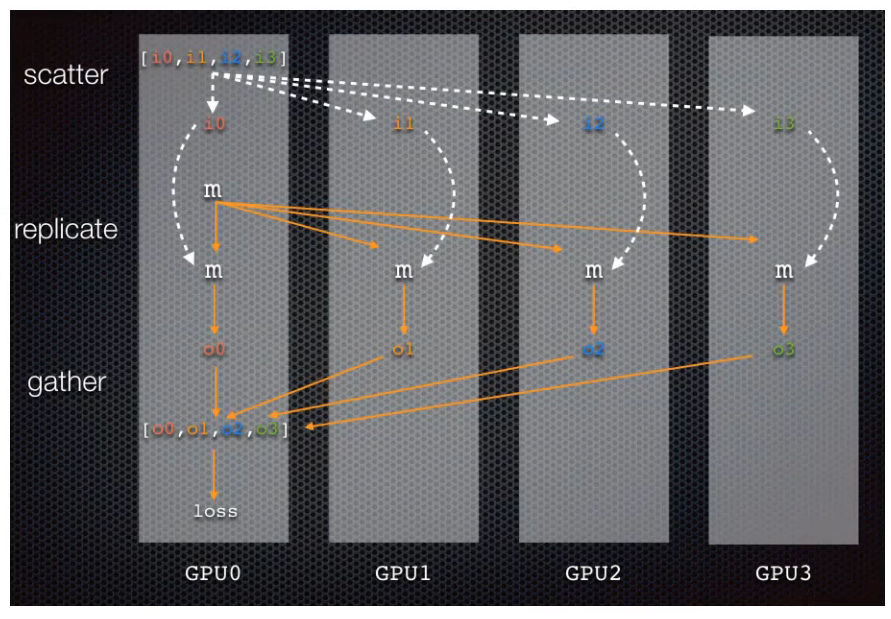 [i0,i1,i2,i3]
scatter
i0 i1 i2 i3
m
replicate
m m m m
o0 o1 o2 o3
gather
[o0,o1,o2,o3]
loss
GPU0 GPU1 GPU2 GPU3